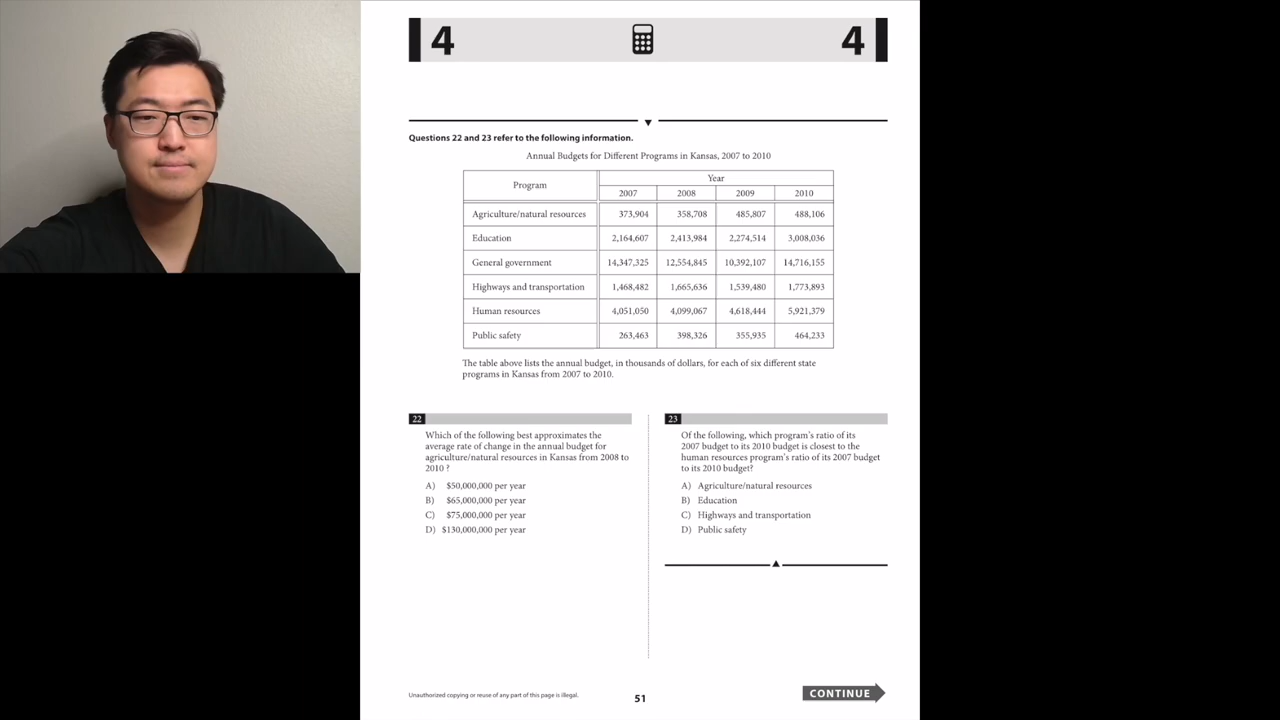 4 4
Questions 22 and 23 refer to the following information.
Annual Budgets for Different Programs in Kansas, 2007 to 2010
Program Year
2007 2008 2009 2010
Agriculture/natural resources 373,904 358,708 485,807 488,106
Education 2,164,607 2,413,984 2,274,514 3,008,036
General government 14,347,325 12,554,845 10,392,107 14,716,155
Highways and transportation 1,468,482 1,665,636 1,539,480 1,773,893
Human resources 4,051,050 4,099,067 4,618,444 5,921,379
Public safety 263,463 398,326 355,935 464,233
The table above lists the annual budget, in thousands of dollars, for each of six different state
programs in Kansas from 2007 to 2010.
22
Which of the following best approximates the
average rate of change in the annual budget for
agriculture/natural resources in Kansas from 2008 to
2010 ?
A) $50,000,000 per year
B) $65,000,000 per year
C) $75,000,000 per year
D) $130,000,000 per year
23
Of the following, which program's ratio of its
2007 budget to its 2010 budget is closest to the
human resources program's ratio of its 2007 budget
to its 2010 budget?
A) Agriculture/natural resources
B) Education
C) Highways and transportation
D) Public safety
Unauthorized copying or reuse of any part of this page is illegal.
51
CONTINUE